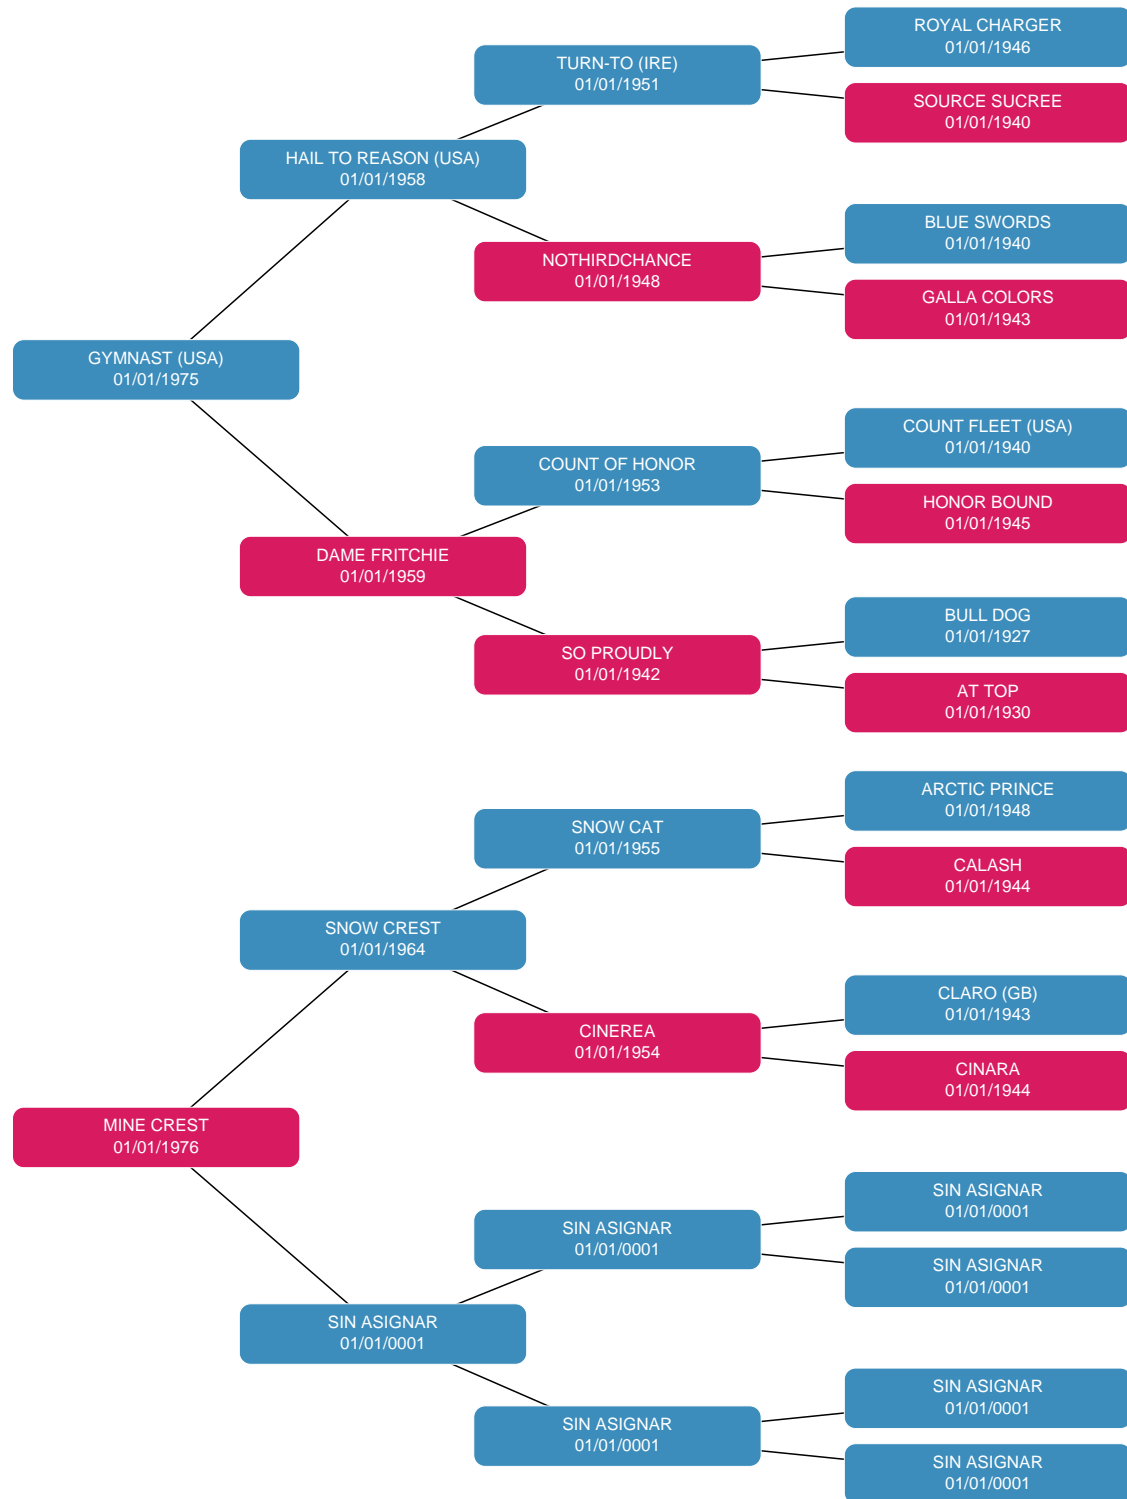 ROYAL CHARGER
01/01/1946
TURN-TO (IRE)
01/01/1951
SOURCE SUCREE
01/01/1940
HAIL TO REASON (USA)
01/01/1958
BLUE SWORDS
01/01/1940
NOTHIRDCHANCE
01/01/1948
GALLA COLORS
01/01/1943
GYMNAST (USA)
01/01/1975
COUNT FLEET (USA)
01/01/1940
COUNT OF HONOR
01/01/1953
HONOR BOUND
01/01/1945
DAME FRITCHIE
01/01/1959
BULL DOG
01/01/1927
SO PROUDLY
01/01/1942
AT TOP
01/01/1930
ARCTIC PRINCE
01/01/1948
SNOW CAT
01/01/1955
CALASH
01/01/1944
SNOW CREST
01/01/1964
CLARO (GB)
01/01/1943
CINEREA
01/01/1954
CINARA
01/01/1944
MINE CREST
01/01/1976
SIN ASIGNAR
01/01/0001
SIN ASIGNAR
01/01/0001
SIN ASIGNAR
01/01/0001
SIN ASIGNAR
01/01/0001
SIN ASIGNAR
01/01/0001
SIN ASIGNAR
01/01/0001
SIN ASIGNAR
01/01/0001